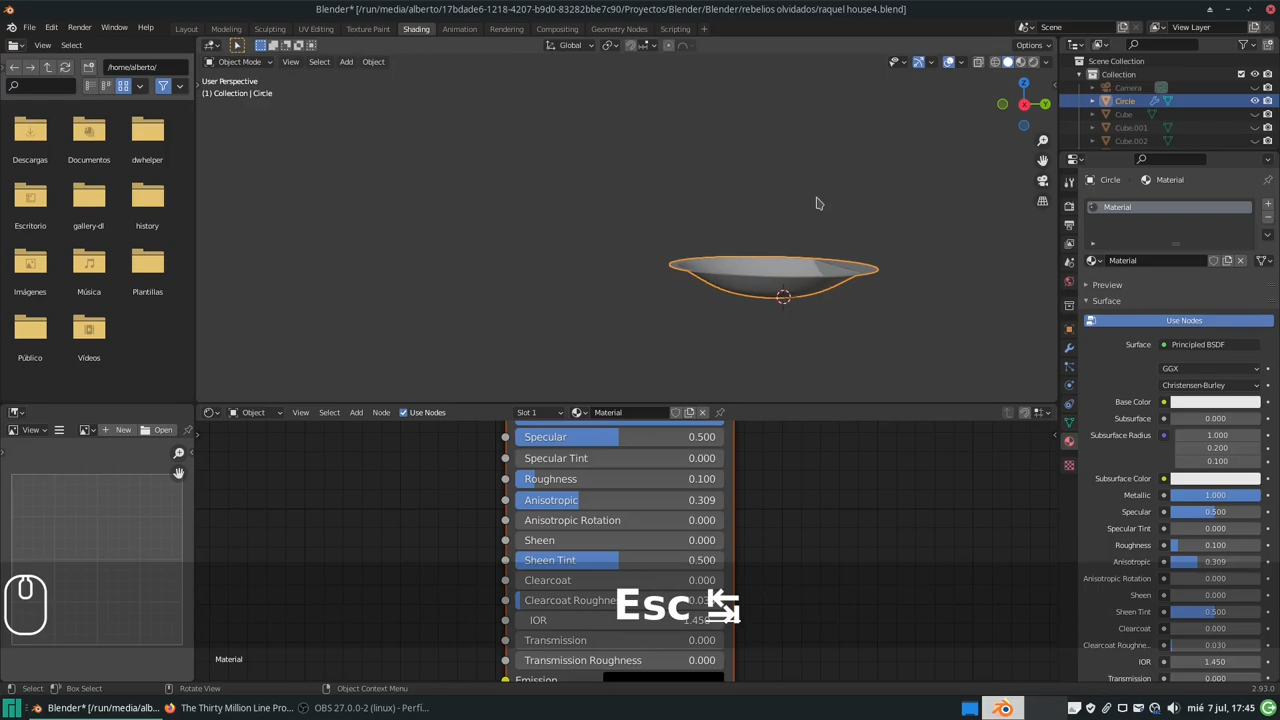 Blender* [/run/media/alberto/17bdade6-1218-4207-b9d0-83282bbe7c90/Proyectos/Blender/Blender/rebelios olvidados/raquel house4.blend]
File Edit Render Window Help Layout Modeling Sculpting UV Editing Texture Paint Shading Animation Rendering Compositing Geometry Nodes Scripting Scene View Layer
View Select Global Options
/home/alberto/ Object Mode View Select Add Object Scene Collection
User Perspective
(1) Collection | Circle
Collection
Camera
Circle
Cube
Cube.001
Cube.002
Descargas Documentos dwhelper
Escritorio gallery-dl history
Imágenes Música Plantillas
Público Vídeos
Circle Material
Material
Material
Preview
Surface
Use Nodes
Surface Principled BSDF
GGX
Christensen-Burley
Base Color
Subsurface 0.000
Subsurface Radius 1.000
0.200
0.100
Subsurface Color
Metallic 1.000
Specular 0.500
Specular Tint 0.000
Roughness 0.100
Anisotropic 0.309
Anisotropic Rotation 0.000
Sheen 0.000
Sheen Tint 0.500
Clearcoat 0.000
Clearcoat Roughne... 0.030
IOR 1.450
Transmission 0.000
Object View Select Add Node Use Nodes Slot 1 Material
View New Open
Specular 0.500
Specular Tint 0.000
Roughness 0.100
Anisotropic 0.309
Anisotropic Rotation 0.000
Sheen 0.000
Sheen Tint 0.500
Clearcoat 0.000
Clearcoat Roughne
IOR 1.450
Transmission 0.000
Transmission Roughness 0.000
Emission
Esc
Material
Select Box Select Rotate View Object Context Menu 2.93.0
Blender* [/run/media/alberto/17... The Thirty Million Line Pro... OBS 27.0.0-2 (linux) - Perfi... mié 7 jul, 17:45